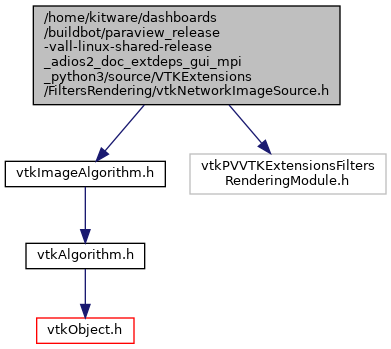 /home/kitware/dashboards
/buildbot/paraview_release
-vall-linux-shared-release
_adios2_doc_extdeps_gui_mpi
_python3/source/VTKExtensions
/FiltersRendering/vtkNetworkImageSource.h
vtkImageAlgorithm.h
vtkPVVTKExtensionsFilters
RenderingModule.h
vtkAlgorithm.h
vtkObject.h